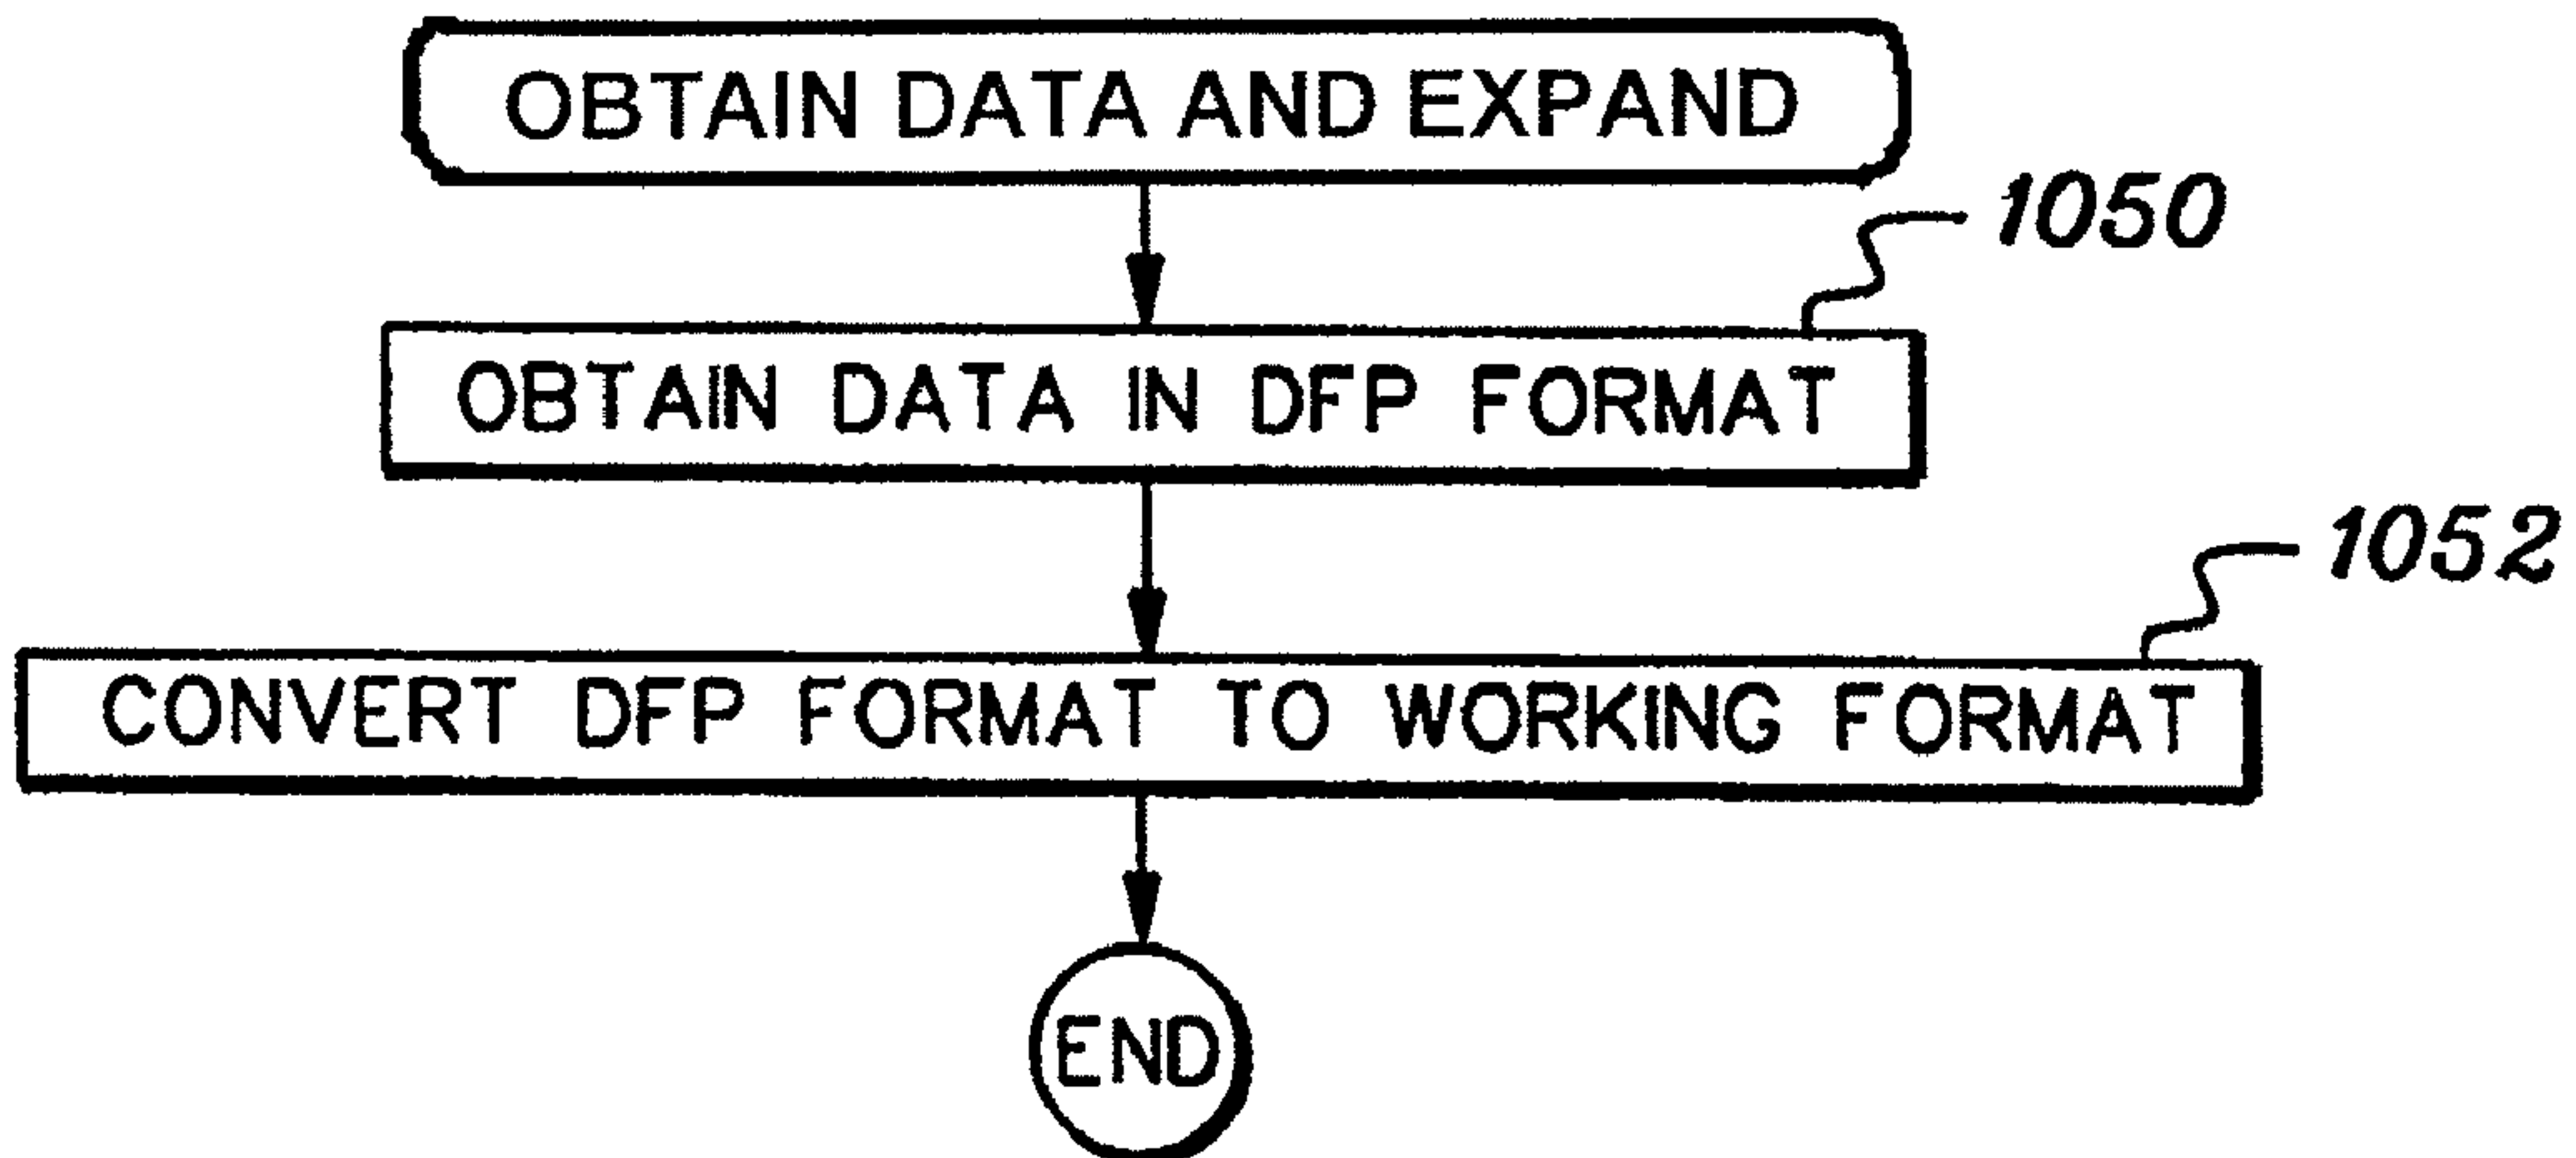 OBTAIN DATA AND EXPAND
1050
OBTAIN DATA IN DFP FORMAT
1052
CONVERT DFP FORMAT TO WORKING FORMAT
END